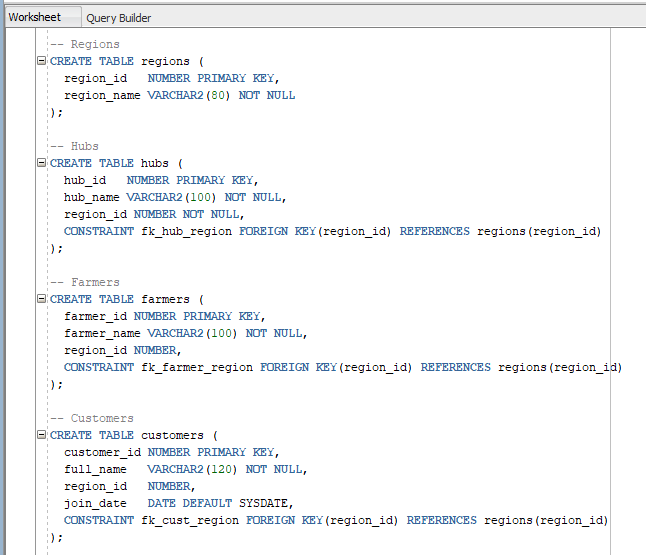 Worksheet Query Builder
-- Regions
CREATE TABLE regions (
region_id   NUMBER PRIMARY KEY,
region_name VARCHAR2(80) NOT NULL
);
-- Hubs
CREATE TABLE hubs (
hub_id   NUMBER PRIMARY KEY,
hub_name VARCHAR2(100) NOT NULL,
region_id NUMBER NOT NULL,
CONSTRAINT fk_hub_region FOREIGN KEY(region_id) REFERENCES regions(region_id)
);
-- Farmers
CREATE TABLE farmers (
farmer_id NUMBER PRIMARY KEY,
farmer_name VARCHAR2(100) NOT NULL,
region_id NUMBER,
CONSTRAINT fk_farmer_region FOREIGN KEY(region_id) REFERENCES regions(region_id)
);
-- Customers
CREATE TABLE customers (
customer_id NUMBER PRIMARY KEY,
full_name   VARCHAR2(120) NOT NULL,
region_id   NUMBER,
join_date   DATE DEFAULT SYSDATE,
CONSTRAINT fk_cust_region FOREIGN KEY(region_id) REFERENCES regions(region_id)
);